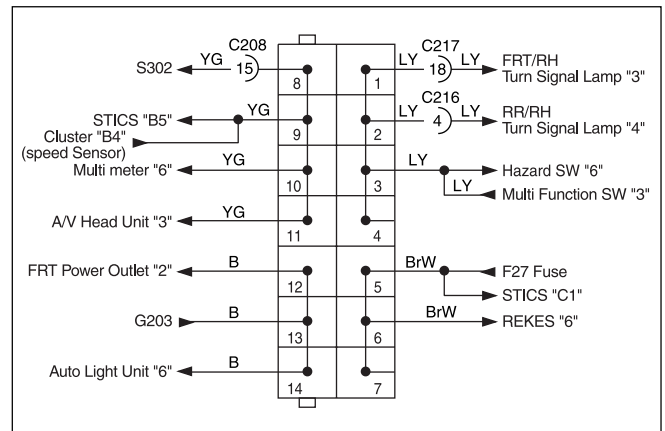 C208
C217
S302
YG
15
8
1
LY
18
LY
FRT/RH
Turn Signal Lamp "3"
C216
STICS "B5"
YG
9
2
LY
4
LY
RR/RH
Turn Signal Lamp "4"
Cluster "B4"
(speed Sensor)
Multi meter "6"
YG
10
3
LY
Hazard SW "6"
LY
Multi Function SW "3"
A/V Head Unit "3"
YG
11
4
FRT Power Outlet "2"
B
12
5
BrW
F27 Fuse
STICS "C1"
G203
B
13
6
BrW
REKES "6"
Auto Light Unit "6"
B
14
7